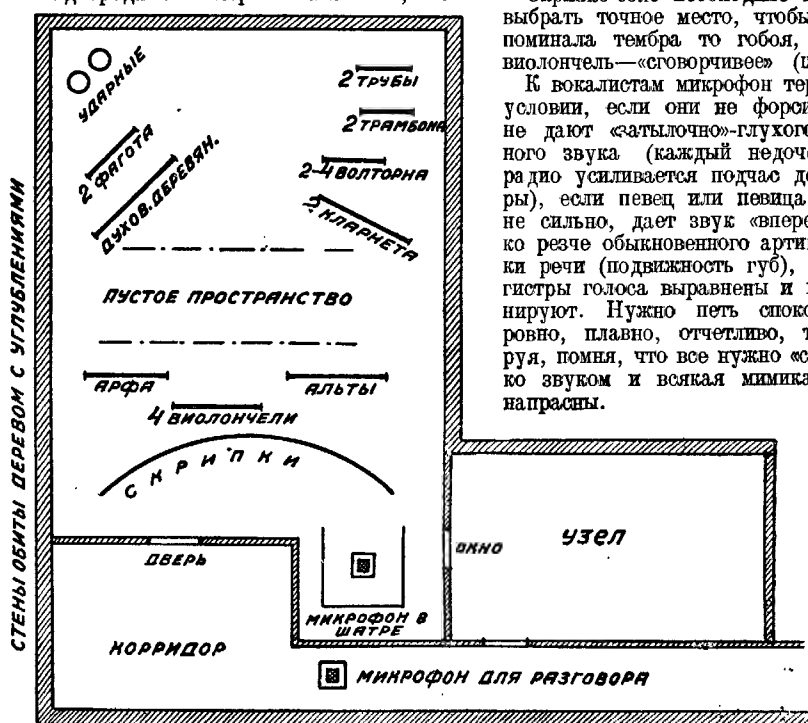 выбрать точное место, чтобы
поминала тембра то гобоя,
виолончель—«сговорчивее» (
К вокалистам микрофон тер
условии, если они не форси
не дают «затылочно»-глухого
ного звука (каждый недоче
радио усиливается подчас до
ры), если певец или певица
не сильно, дает звук «впере
ко резче обыкновенного арти
ки речи (подвижность губ),
гистры голоса выравнены и
нируют. Нужно петь споко
ровно, плавно, отчетливо, т
руя, помня, что все нужно «с
ко звуком и всякая мимика
напрасны.
СТЕНЫ ОБИТЫ ДЕРЕВОМ С УГЛУБЛЕНИЯМИ
УДАРНЫЕ
2 ТРУБЫ
2 ТРАМБОНА
2 ФАГОТА
ДУХОВ. ДЕРЕВЯН.
2-4 ВОЛТОРНА
2 КЛАРНЕТА
ПУСТОЕ ПРОСТРАНСТВО
АРФА
АЛЬТЫ
4 ВИОЛОНЧЕЛИ
СКРИПКИ
ДВЕРЬ
ОКНО
УЗЕЛ
МИКРОФОН В
ШАТРЕ
КОРРИДОР
МИКРОФОН ДЛЯ РАЗГОВОРА